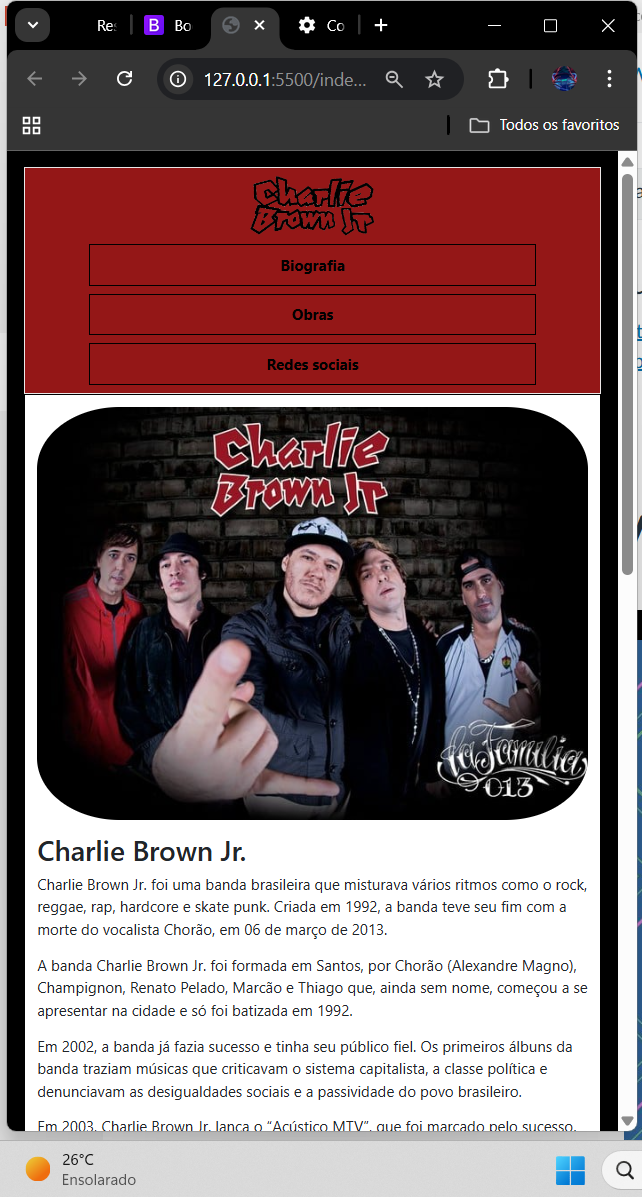 Re
B Bo
Co
127.0.0.1:5500/inde...
Todos os favoritos
Charlie
Brown Jr
Biografia
Obras
Redes sociais
Charlie
Brown Jr
La Familia
013
Charlie Brown Jr.
Charlie Brown Jr. foi uma banda brasileira que misturava vários ritmos como o rock,
reggae, rap, hardcore e skate punk. Criada em 1992, a banda teve seu fim com a
morte do vocalista Chorão, em 06 de março de 2013.
A banda Charlie Brown Jr. foi formada em Santos, por Chorão (Alexandre Magno),
Champignon, Renato Pelado, Marcão e Thiago que, ainda sem nome, começou a se
apresentar na cidade e só foi batizada em 1992.
Em 2002, a banda já fazia sucesso e tinha seu público fiel. Os primeiros álbuns da
banda traziam músicas que criticavam o sistema capitalista, a classe política e
denunciavam as desigualdades sociais e a passividade do povo brasileiro.
Em 2003, Charlie Brown Jr. lança o “Acústico MTV”, que foi marcado pelo sucesso,
26°C
Ensolarado